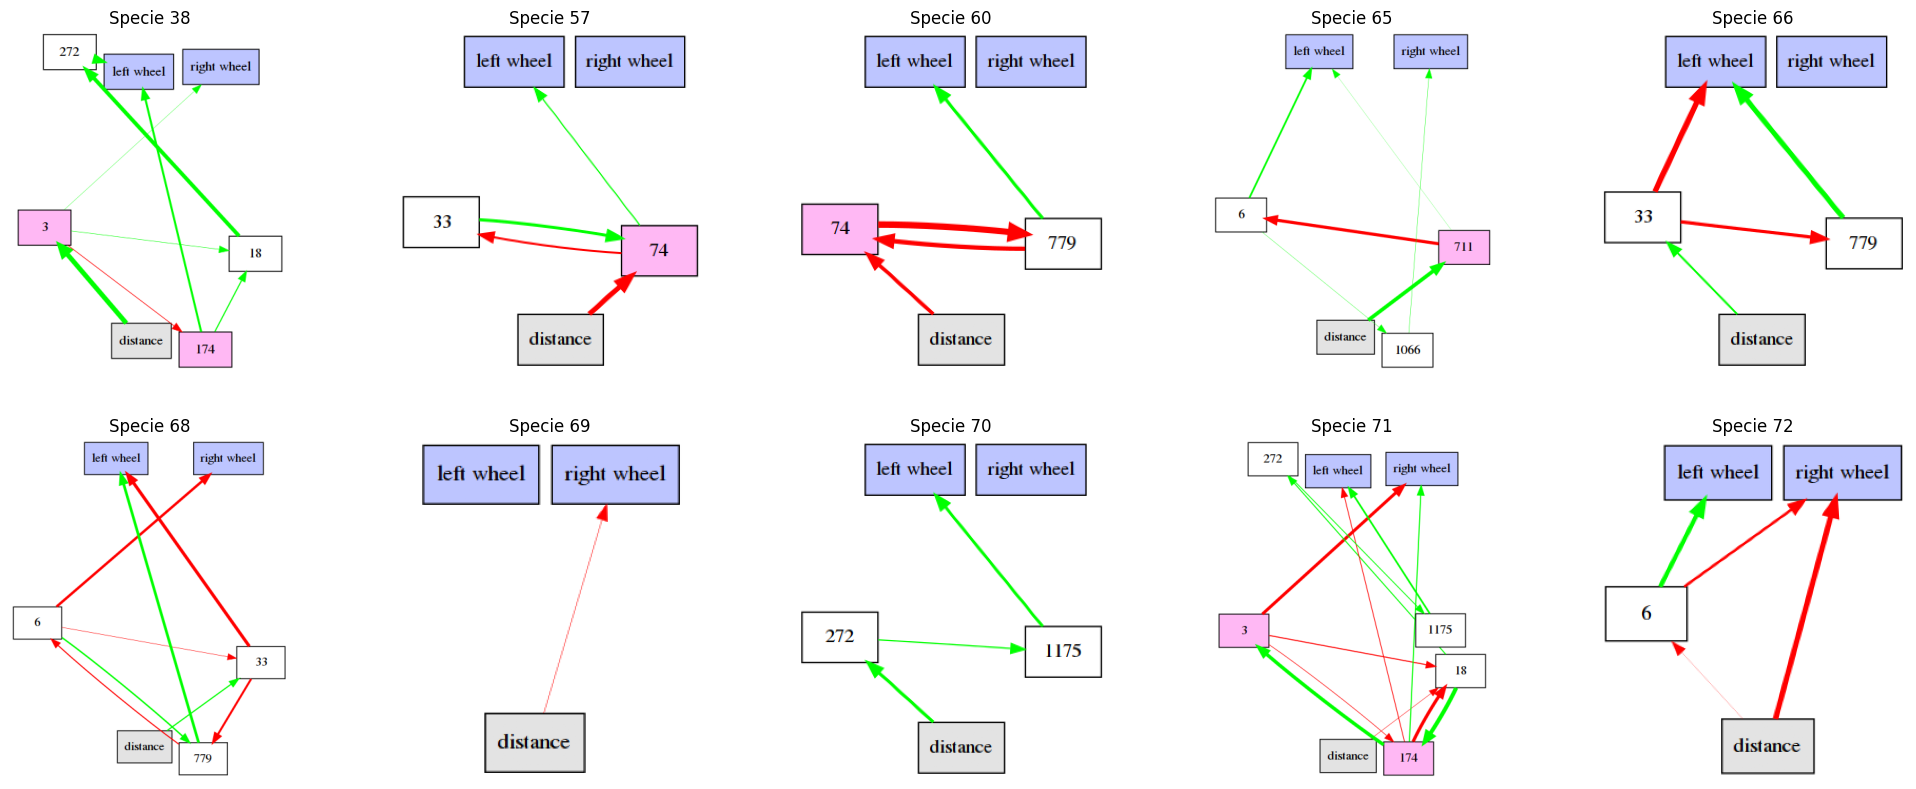 Specie 38
272
left wheel
right wheel
3
18
distance
174
Specie 57
left wheel
right wheel
33
74
distance
Specie 60
left wheel
right wheel
74
779
distance
Specie 65
left wheel
right wheel
6
711
distance
1066
Specie 66
left wheel
right wheel
33
779
distance
Specie 68
left wheel
right wheel
6
33
distance
779
Specie 69
left wheel
right wheel
distance
Specie 70
left wheel
right wheel
272
1175
distance
Specie 71
272
left wheel
right wheel
3
1175
18
distance
174
Specie 72
left wheel
right wheel
6
distance